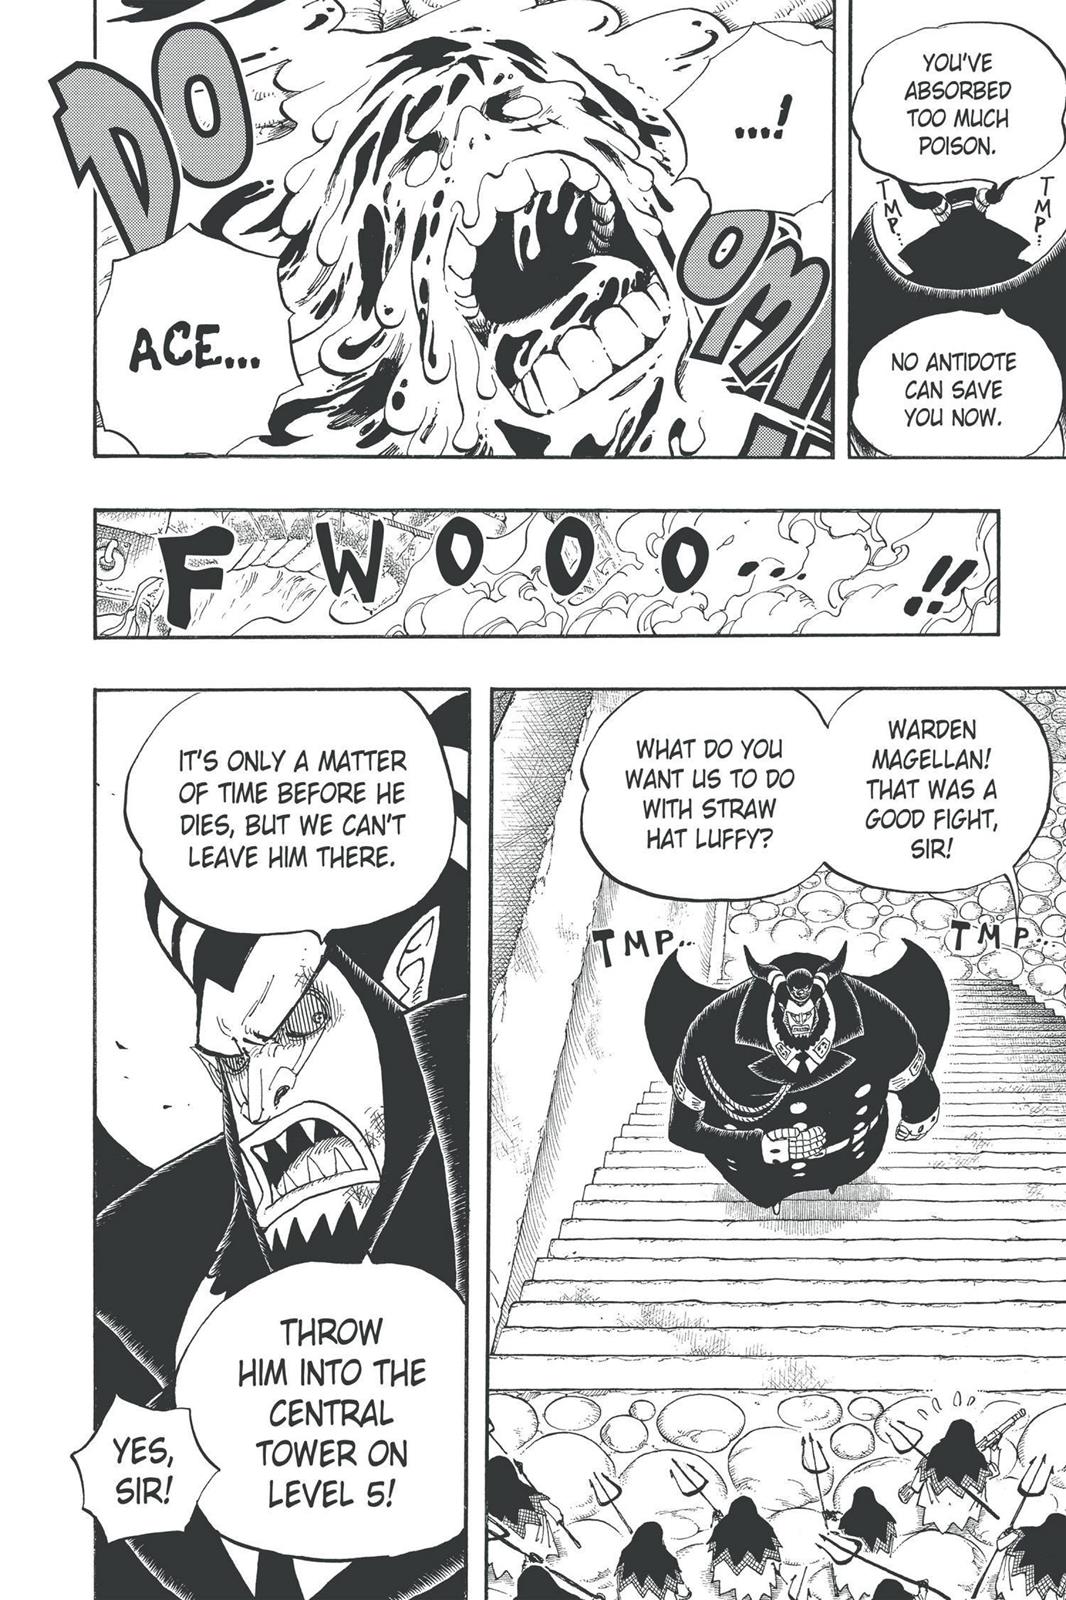 YOU'VE
ABSORBED
TOO MUCH
POISON.
TMP...
TMP...
NO ANTIDOTE
CAN SAVE
YOU NOW.
...!
DOOM!!
ACE...
FWOOO...!!
WARDEN
MAGELLAN!
THAT WAS A
GOOD FIGHT,
SIR!
WHAT DO YOU
WANT US TO DO
WITH STRAW
HAT LUFFY?
TMP...
TMP...
IT'S ONLY A MATTER
OF TIME BEFORE HE
DIES, BUT WE CAN'T
LEAVE HIM THERE.
THROW
HIM INTO THE
CENTRAL
TOWER ON
LEVEL 5!
YES,
SIR!